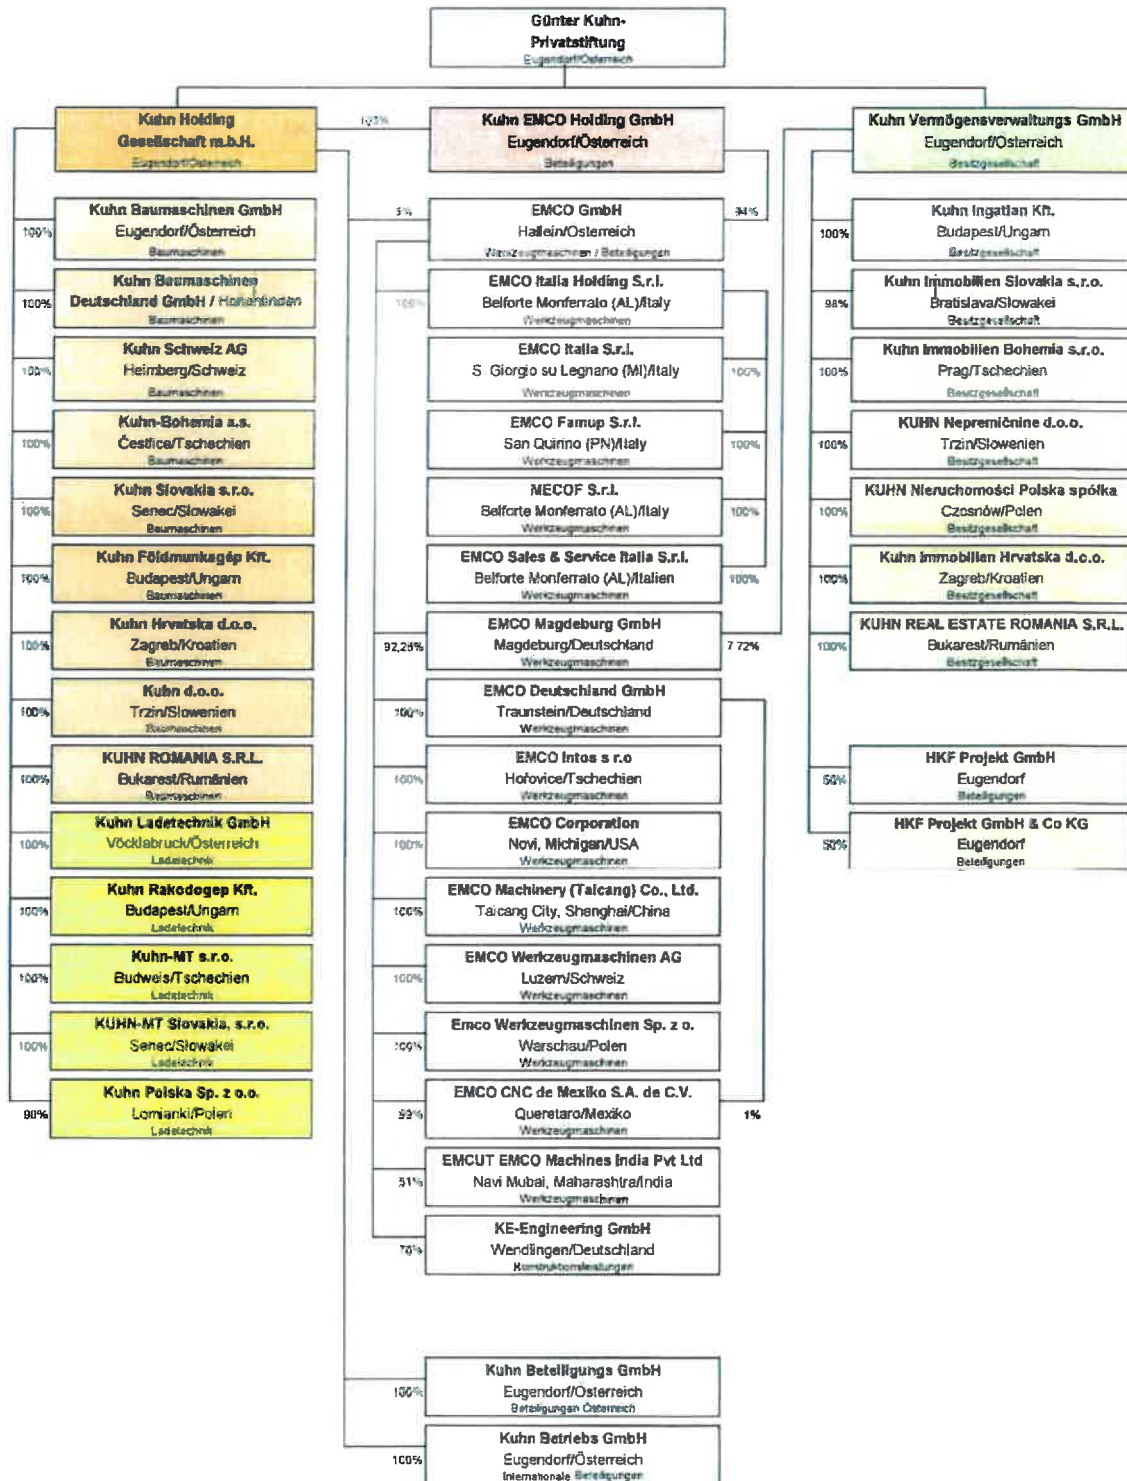 Günter Kuhn-
Privatstiftung
Eugendorf/Österreich
Kuhn Holding
Gesellschaft m.b.H.
Eugendorf/Österreich
100%
Kuhn EMCO Holding GmbH
Eugendorf/Österreich
Beteiligungen
Kuhn Vermögensverwaltungs GmbH
Eugendorf/Österreich
Besitzgesellschaft
100%
Kuhn Baumaschinen GmbH
Eugendorf/Österreich
Baumaschinen
100%
Kuhn Baumaschinen
Deutschland GmbH / Hohenlinden
Baumaschinen
100%
Kuhn Schweiz AG
Heimberg/Schweiz
Baumaschinen
100%
Kuhn-Bohemia a.s.
Čestlice/Tschechien
Baumaschinen
100%
Kuhn Slovakia s.r.o.
Senec/Slowakei
Baumaschinen
100%
Kuhn Földmunkagép Kft.
Budapest/Ungarn
Baumaschinen
100%
Kuhn Hrvatska d.o.o.
Zagreb/Kroatien
Baumaschinen
100%
Kuhn d.o.o.
Trzin/Slowenien
Baumaschinen
100%
KUHN ROMANIA S.R.L.
Bukarest/Rumänien
Baumaschinen
100%
Kuhn Ladetechnik GmbH
Vöcklabruck/Österreich
Ladetechnik
100%
Kuhn Rakodogep Kft.
Budapest/Ungarn
Ladetechnik
100%
Kuhn-MT s.r.o.
Budweis/Tschechien
Ladetechnik
100%
KUHN-MT Slovakia, s.r.o.
Senec/Slowakei
Ladetechnik
Kuhn Polska Sp. z o.o.
Lomianki/Polen
Ladetechnik
EMCO GmbH
Hallein/Österreich
Werkzeugmaschinen / Beteiligungen
94%
100%
EMCO Italia Holding S.r.l.
Belforte Monferrato (AL)/Italy
Werkzeugmaschinen
EMCO Italia S.r.l.
S. Giorgio su Legnano (MI)/Italy
Werkzeugmaschinen
100%
EMCO Famup S.r.l.
San Quirino (PN)/Italy
Werkzeugmaschinen
100%
MECOF S.r.l.
Belforte Monferrato (AL)/Italy
Werkzeugmaschinen
100%
EMCO Sales & Service Italia S.r.l.
Belforte Monferrato (AL)/Italien
Werkzeugmaschinen
100%
92,28%
EMCO Magdeburg GmbH
Magdeburg/Deutschland
Werkzeugmaschinen
7 72%
100%
EMCO Deutschland GmbH
Traunstein/Deutschland
Werkzeugmaschinen
100%
EMCO Intos s r.o
Hořovice/Tschechien
Werkzeugmaschinen
100%
EMCO Corporation
Novi, Michigan/USA
Werkzeugmaschinen
100%
EMCO Machinery (Taicang) Co., Ltd.
Taicang City, Shanghai/China
Werkzeugmaschinen
100%
EMCO Werkzeugmaschinen AG
Luzern/Schweiz
Werkzeugmaschinen
100%
Emco Werkzeugmaschinen Sp. z o.
Warschau/Polen
Werkzeugmaschinen
99%
EMCO CNC de Mexiko S.A. de C.V.
Queretaro/Mexiko
Werkzeugmaschinen
1%
51%
EMCUT EMCO Machines India Pvt Ltd
Navi Mubai, Maharashtra/India
Werkzeugmaschinen
KE-Engineering GmbH
Wendlingen/Deutschland
Konstruktionsleistungen
100%
Kuhn Beteiligungs GmbH
Eugendorf/Österreich
Beteiligungen Österreich
100%
Kuhn Betriebs GmbH
Eugendorf/Österreich
Internationale Beteiligungen
100%
Kuhn Ingatlan Kft.
Budapest/Ungarn
Besitzgesellschaft
98%
Kuhn Immobilien Slovakia s.r.o.
Bratislava/Slowakei
Besitzgesellschaft
100%
Kuhn Immobilien Bohemia s.r.o.
Prag/Tschechien
Besitzgesellschaft
100%
KUHN Nepremičnine d.o.o.
Trzin/Slowenien
Besitzgesellschaft
100%
KUHN Nieruchomości Polska spółka
Czosnów/Polen
Besitzgesellschaft
100%
Kuhn Immobilien Hrvatska d.o.o.
Zagreb/Kroatien
Besitzgesellschaft
100%
KUHN REAL ESTATE ROMANIA S.R.L.
Bukarest/Rumänien
Besitzgesellschaft
50%
HKF Projekt GmbH
Eugendorf
Beteiligungen
50%
HKF Projekt GmbH & Co KG
Eugendorf
Beteiligungen